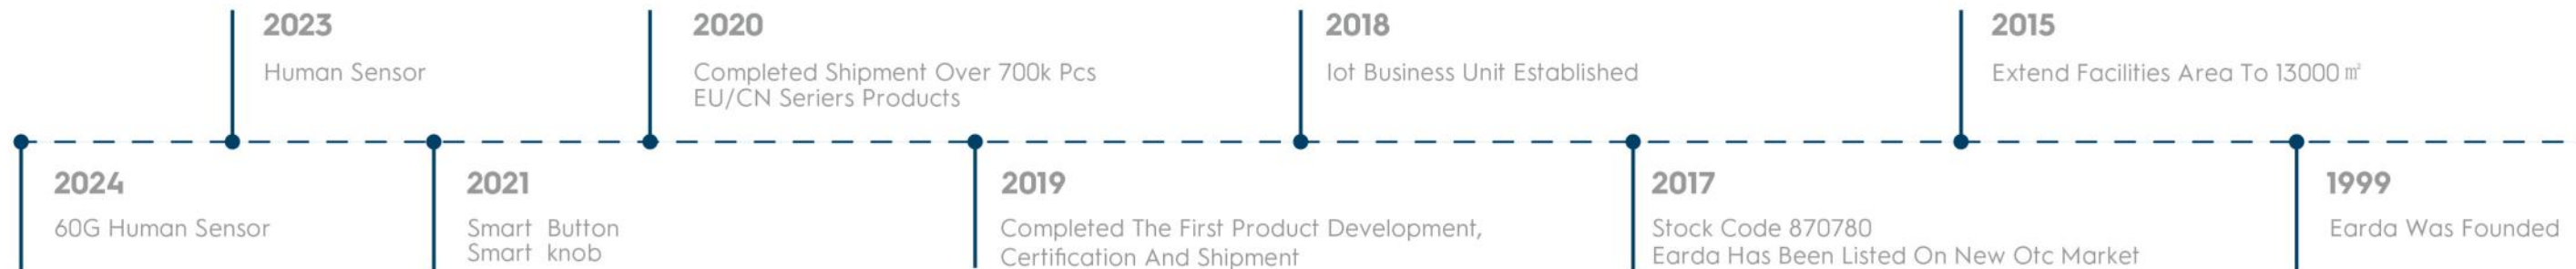 2023
Human Sensor
2020
Completed Shipment Over 700k Pcs
EU/CN Seriers Products
2018
Iot Business Unit Established
2015
Extend Facilities Area To 13000㎡
2024
60G Human Sensor
2021
Smart Button
Smart knob
2019
Completed The First Product Development,
Certification And Shipment
2017
Stock Code 870780
Earda Has Been Listed On New Otc Market
1999
Earda Was Founded